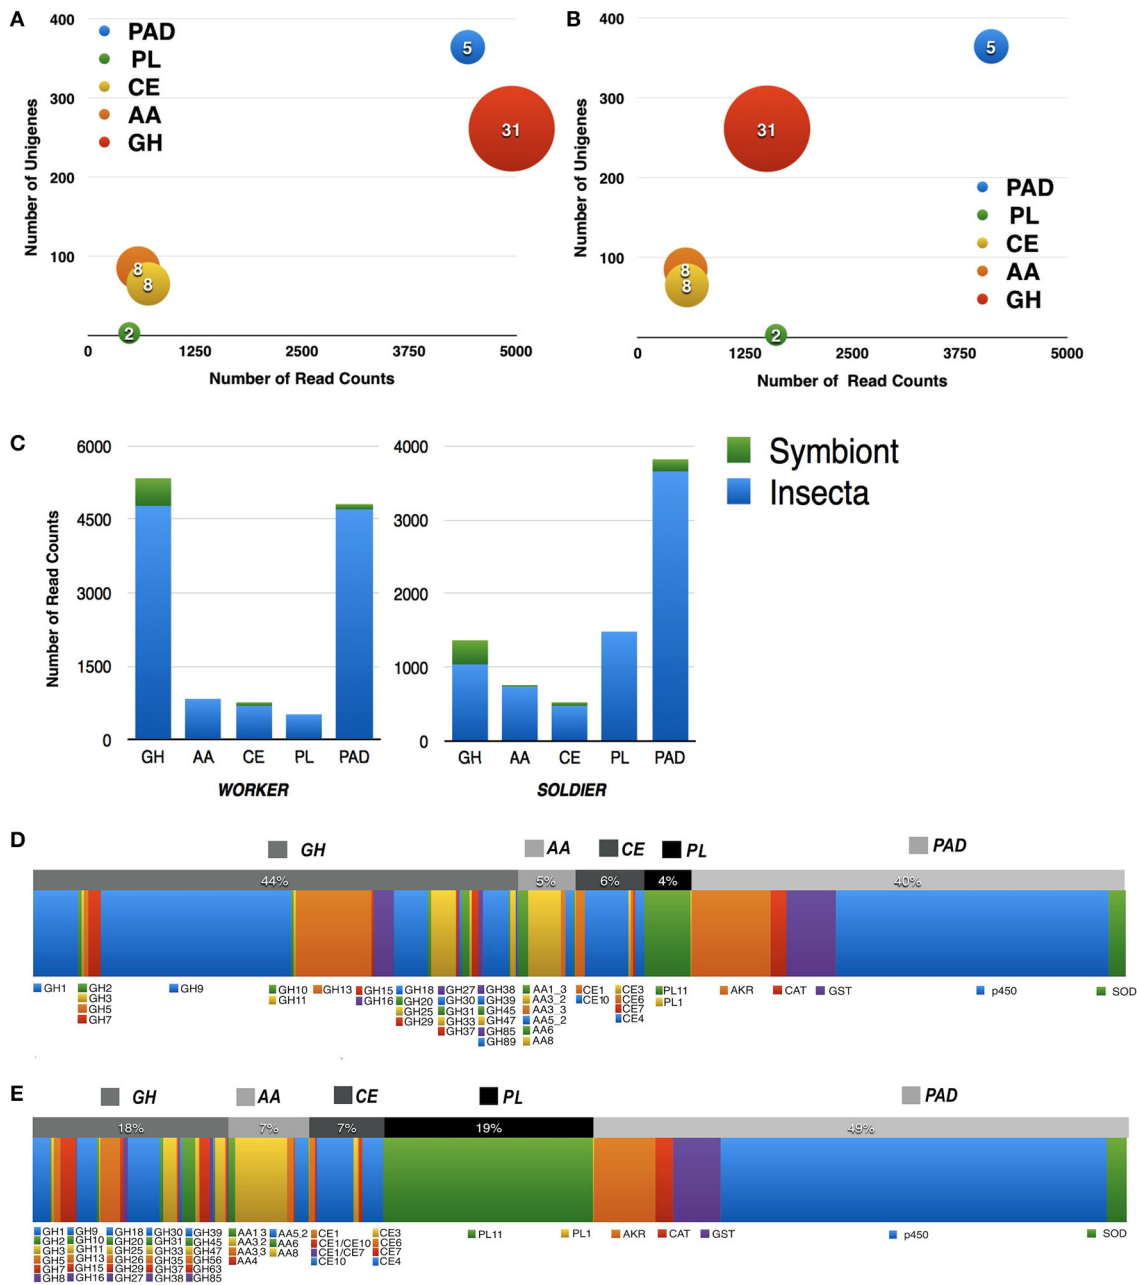 A
400
300
200
100
Number of Unigenes
PAD
PL
CE
AA
GH
5
31
8
8
2
0
1250
2500
3750
5000
Number of Read Counts
B
400
300
200
100
Number of Unigenes
5
31
8
8
2
PAD
PL
CE
AA
GH
0
1250
2500
3750
5000
Number of Read Counts
C
6000
4500
3000
1500
0
Number of Read Counts
GH AA CE PL PAD
WORKER
4000
3000
2000
1000
0
GH AA CE PL PAD
SOLDIER
Symbiont
Insecta
D
GH AA CE PL PAD
44% 5% 6% 4% 40%
GH1
GH2
GH3
GH5
GH7
GH9
GH10
GH11
GH13
GH15
GH16
GH18
GH20
GH25
GH29
GH27
GH30
GH31
GH33
GH37
GH38
GH39
GH45
GH47
GH85
GH89
AA1_3
AA3_2
AA3_3
AA5_2
AA6
AA8
CE1
CE10
CE3
CE6
CE7
CE4
PL11
PL1
AKR
CAT
GST
p450
SOD
E
GH AA CE PL PAD
18% 7% 7% 19% 49%
GH1
GH2
GH3
GH5
GH7
GH8
GH9
GH10
GH11
GH13
GH15
GH16
GH18
GH20
GH25
GH26
GH29
GH27
GH30
GH31
GH33
GH35
GH37
GH38
GH39
GH45
GH47
GH56
GH63
GH85
AA1_3
AA3_2
AA3_3
AA4
AA5_2
AA6
AA8
CE1
CE1/CE10
CE1/CE7
CE10
CE3
CE6
CE7
CE4
PL11
PL1
AKR
CAT
GST
p450
SOD